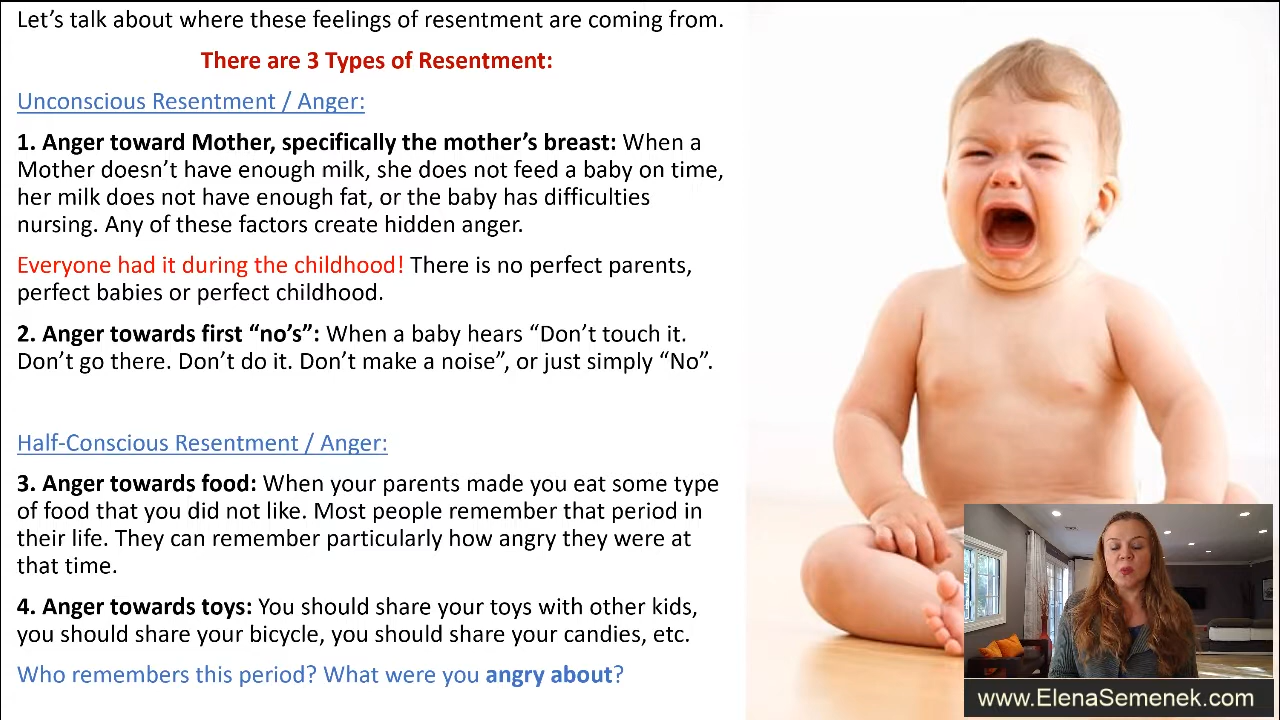 Let’s talk about where these feelings of resentment are coming from.
There are 3 Types of Resentment:
Unconscious Resentment / Anger:
1. Anger toward Mother, specifically the mother’s breast: When a
Mother doesn’t have enough milk, she does not feed a baby on time,
her milk does not have enough fat, or the baby has difficulties
nursing. Any of these factors create hidden anger.
Everyone had it during the childhood! There is no perfect parents,
perfect babies or perfect childhood.
2. Anger towards first “no’s”: When a baby hears “Don’t touch it.
Don’t go there. Don’t do it. Don’t make a noise”, or just simply “No”.
Half-Conscious Resentment / Anger:
3. Anger towards food: When your parents made you eat some type
of food that you did not like. Most people remember that period in
their life. They can remember particularly how angry they were at
that time.
4. Anger towards toys: You should share your toys with other kids,
you should share your bicycle, you should share your candies, etc.
Who remembers this period? What were you angry about?
www.ElenaSemenek.com